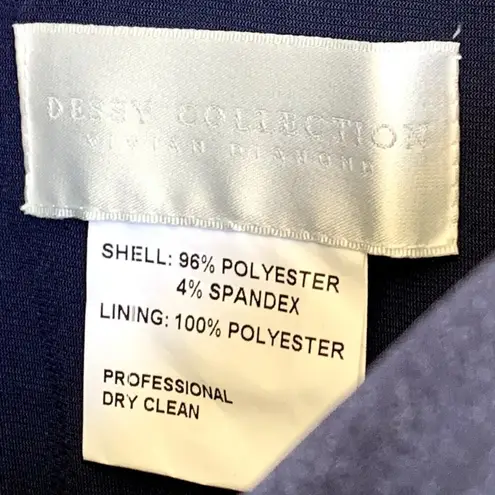 DESSY COLLECTION
VIVIAN DIAMOND
SHELL: 96% POLYESTER
4% SPANDEX
LINING: 100% POLYESTER
PROFESSIONAL
DRY CLEAN